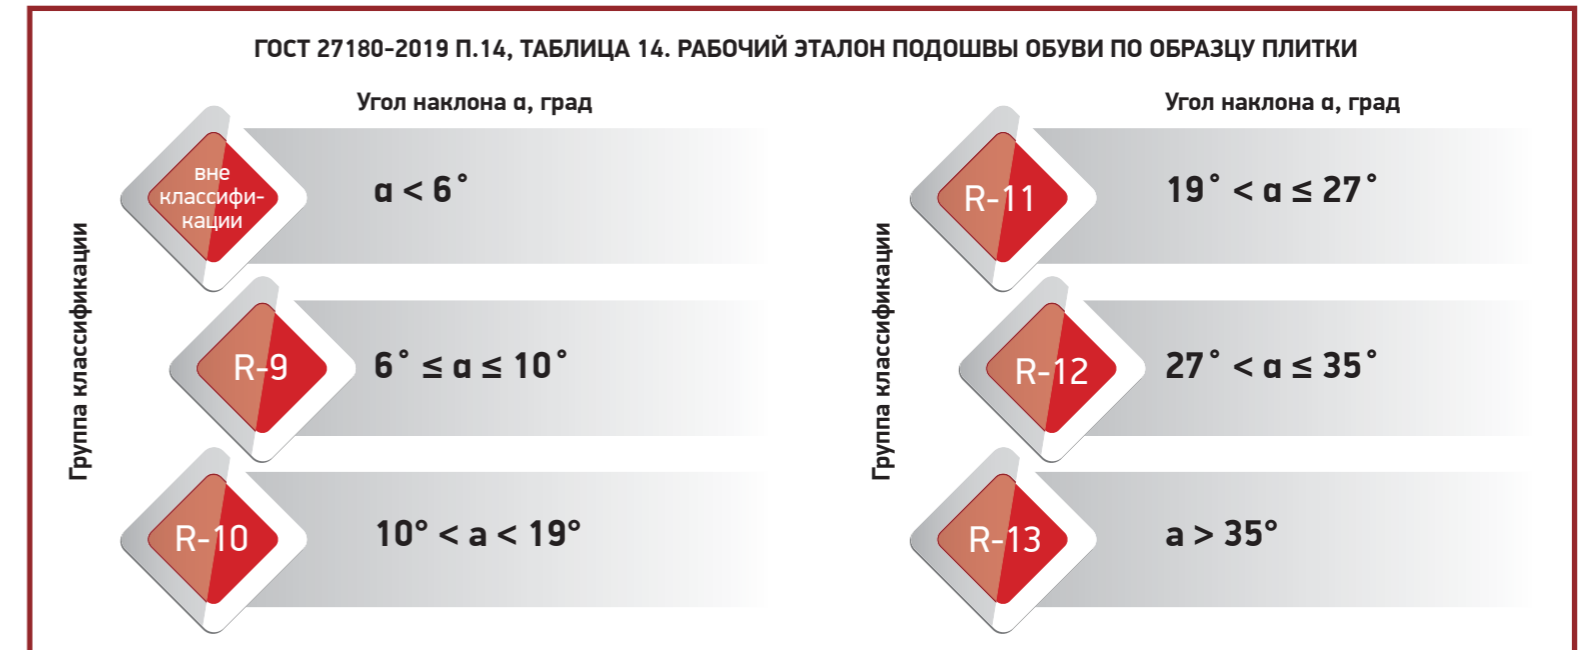 ГОСТ 27180-2019 П.14, ТАБЛИЦА 14. РАБОЧИЙ ЭТАЛОН ПОДОШВЫ ОБУВИ ПО ОБРАЗЦУ ПЛИТКИ
Группа классификации
Угол наклона α, град
вне
классифи-
кации
α < 6°
R-9
6° ≤ α ≤ 10°
R-10
10° < a < 19°
Группа классификации
Угол наклона α, град
R-11
19° < α ≤ 27°
R-12
27° < α ≤ 35°
R-13
a > 35°